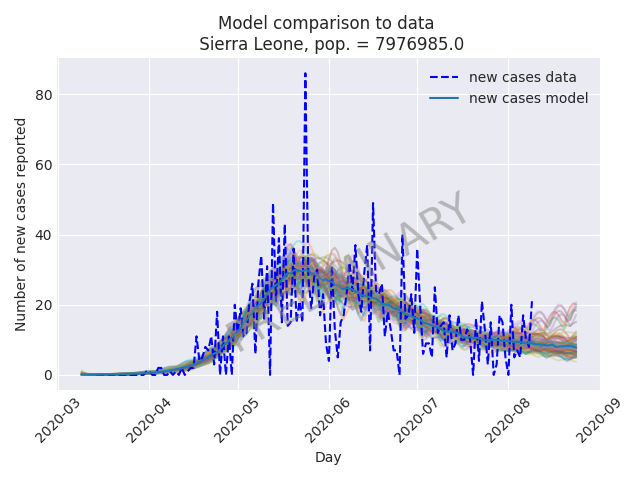 Model comparison to data
Sierra Leone, pop. = 7976985.0
Number of new cases reported
80
60
40
20
0
new cases data
new cases model
2020-03
2020-04
2020-05
2020-06
2020-07
2020-08
2020-09
Day